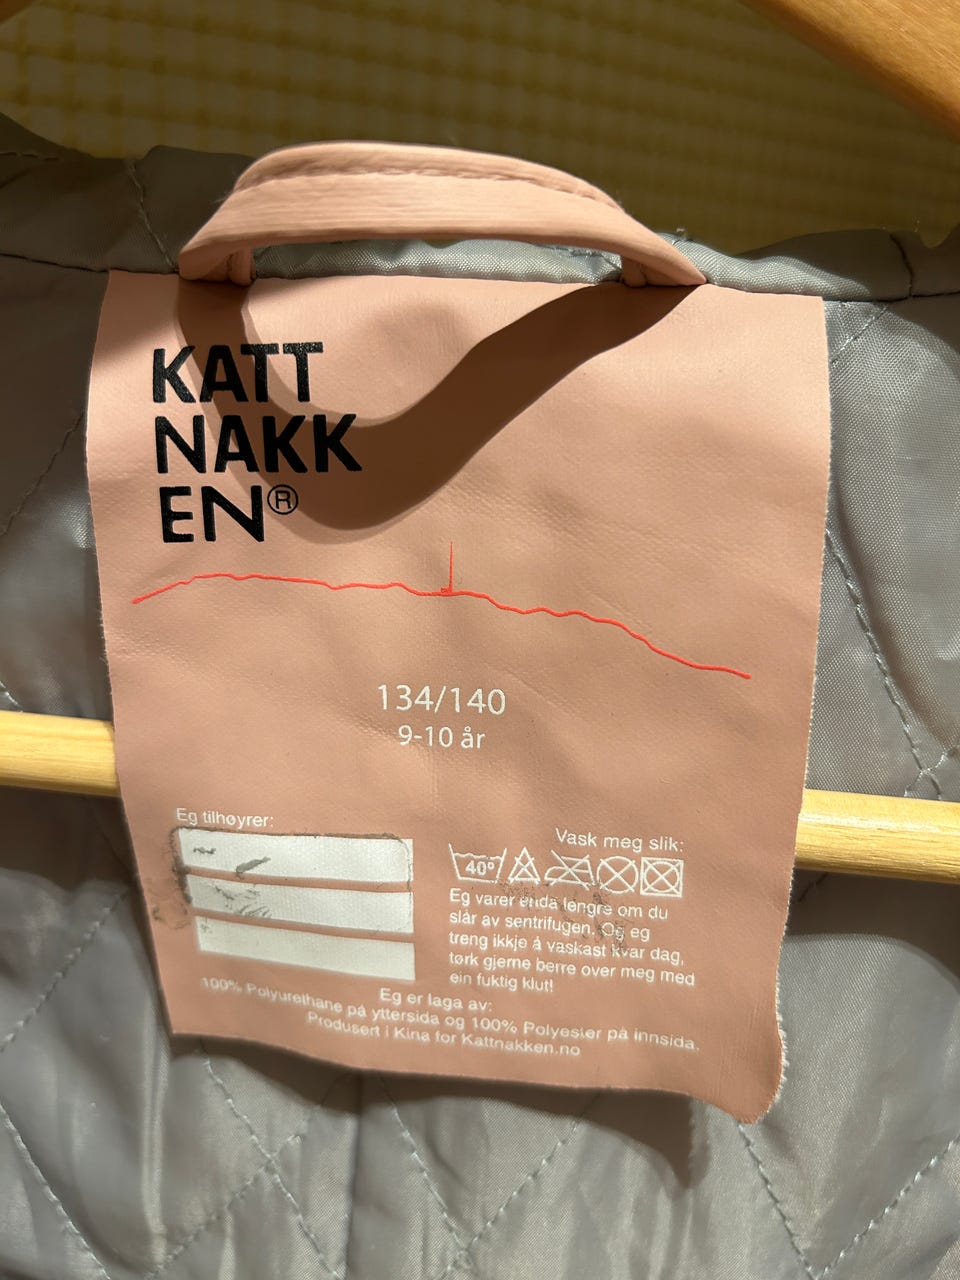 KATT
NAKK
EN®
134/140
9-10 år
Eg tilhøyrer:
Vask meg slik:
40°
Eg varer enda lengre om du
slår av sentrifugen. Og eg
treng ikkje å vaskast kvar dag,
tørk gjerne berre over meg med
ein fuktig klut!
Eg er laga av:
100% Polyurethane på yttersida og 100% Polyester på innsida.
Produsert i Kina for Kattnakken.no